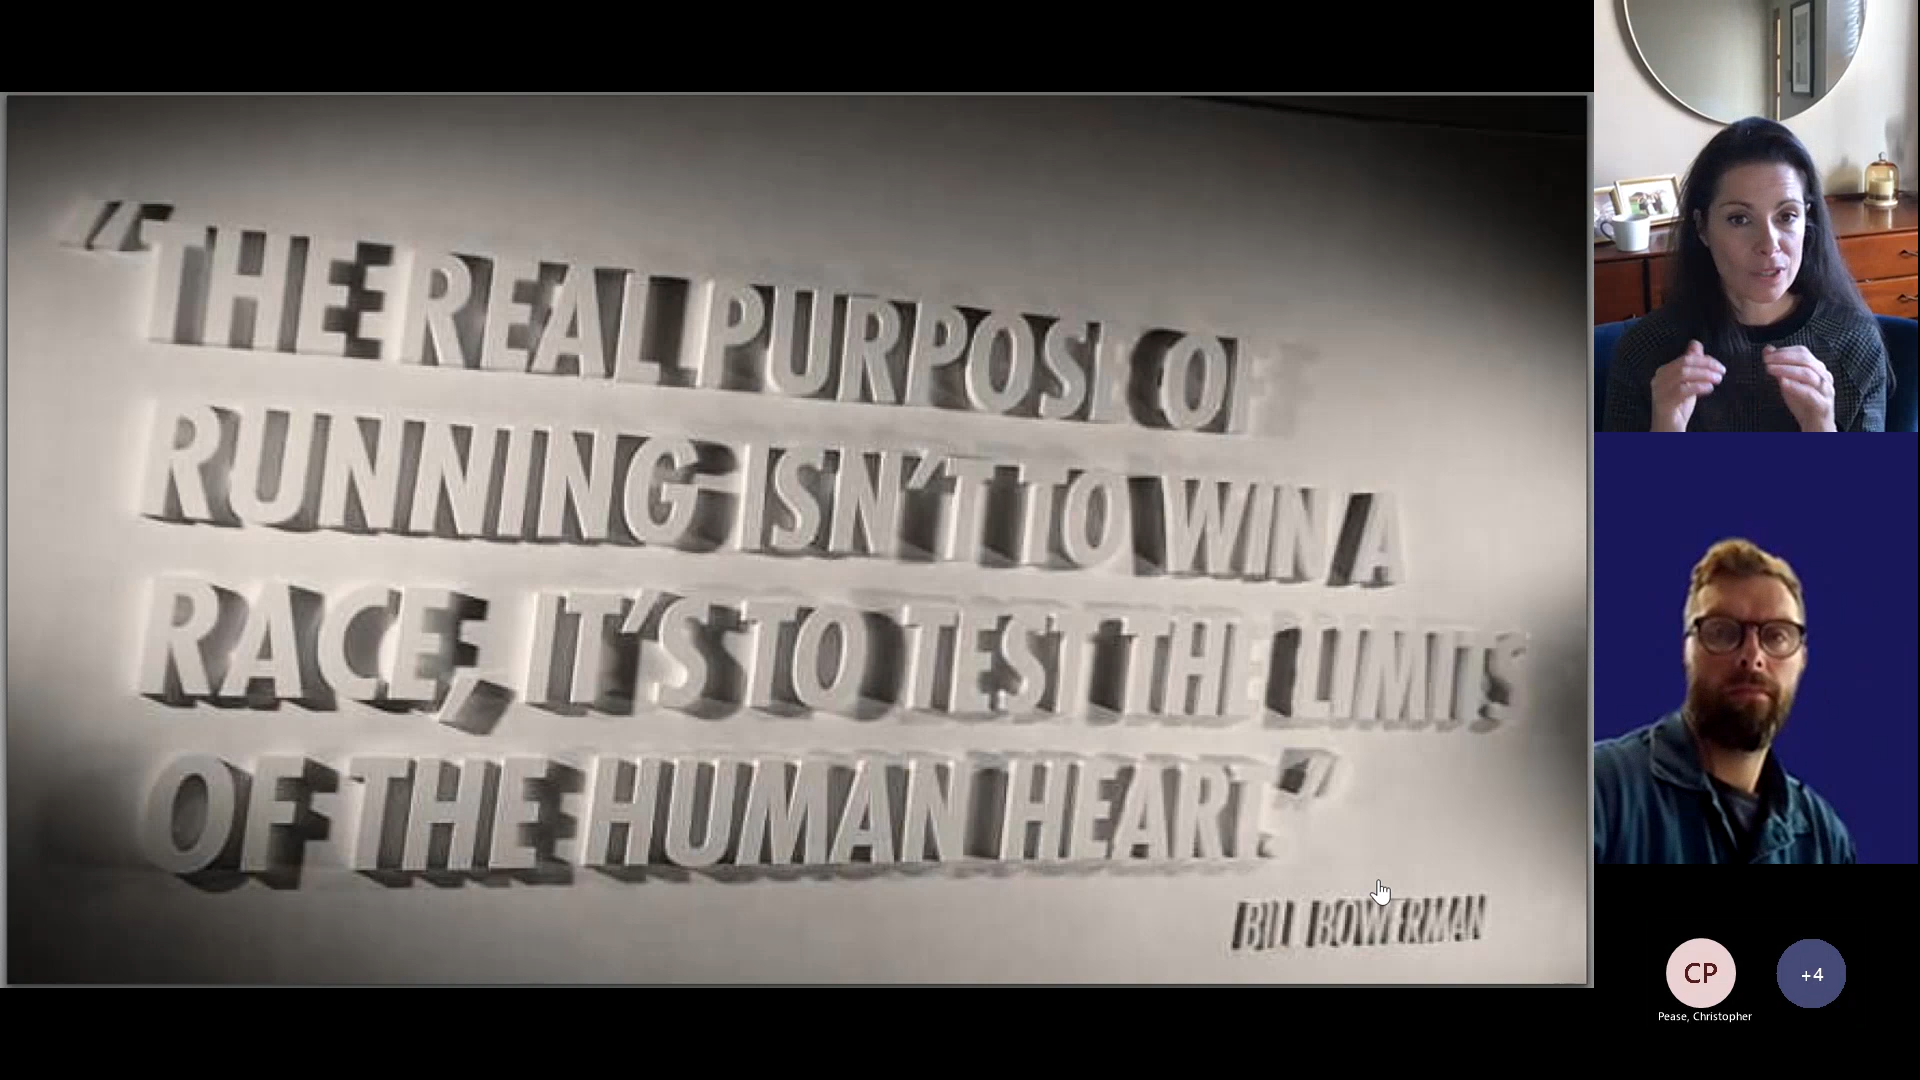 “THE REAL PURPOSE OF
RUNNING ISN’T TO WIN A
RACE, IT’S TO TEST THE LIMITS
OF THE HUMAN HEART.”
BILL BOWERMAN
CP
+4
Pease, Christopher